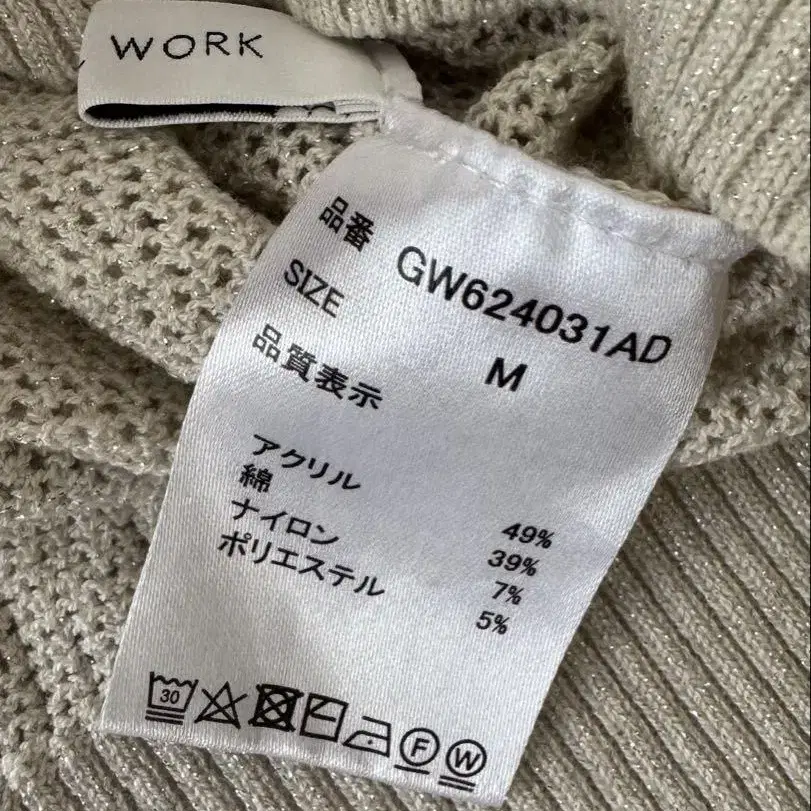 WORK
品番 GW624031AD
SIZE M
品質表示
アクリル 49%
綿 39%
ナイロン 7%
ポリエステル 5%
30 F W